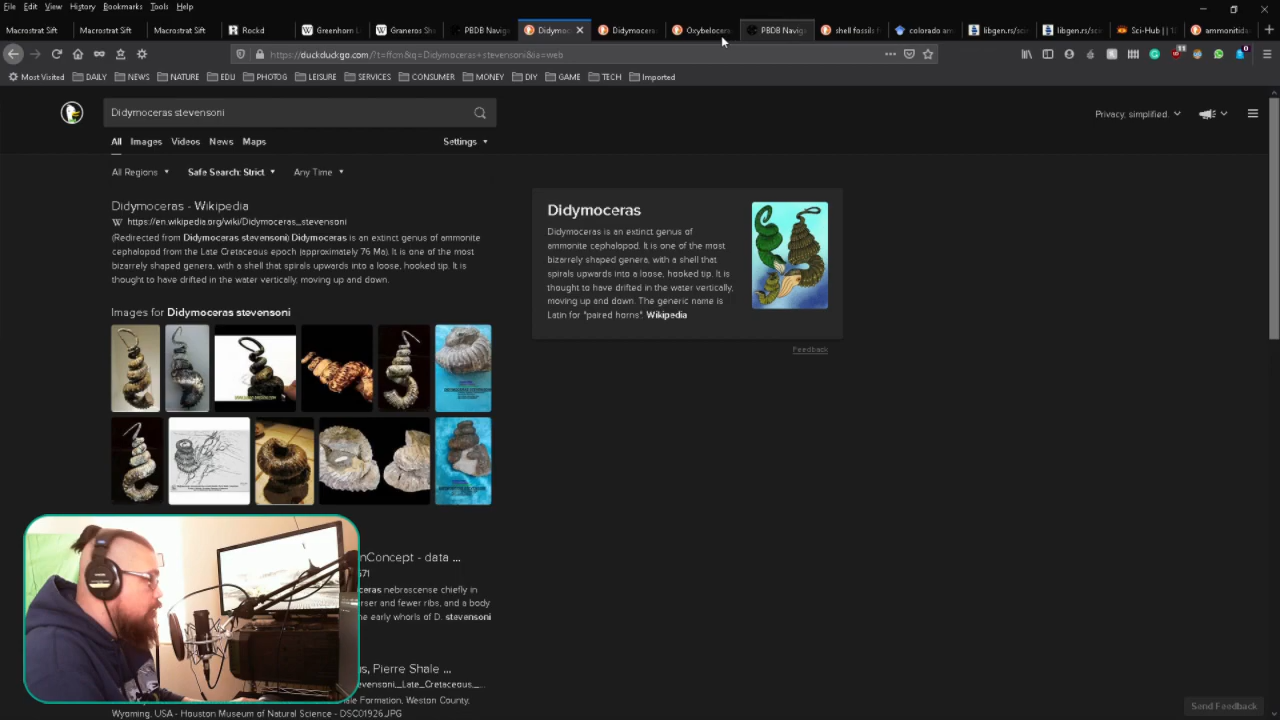 File Edit View History Bookmarks Tools Help
Macrostrat Sift Macrostrat Sift Macrostrat Sift Rockd Greenhorn L Graneros Sh PBDB Navig Didymoc Didymocera Oxybelocera PBDB Naviga shell fossils f colorado am libgen.rs/sci libgen.rs/sci Sci-Hub || 1 ammonitida
https://duckduckgo.com/?t=ffcm&q=Didymoceras+stevensoni&ia=web
Most Visited DAILY NEWS NATURE EDU PHOTOG LEISURE SERVICES CONSUMER MONEY DIY GAME TECH Imported
Didymoceras stevensoni
Privacy, simplified.
All Images Videos News Maps Settings
All Regions Safe Search: Strict Any Time
Didymoceras - Wikipedia
W https://en.wikipedia.org/wiki/Didymoceras_stevensoni
(Redirected from Didymoceras stevensoni) Didymoceras is an extinct genus of ammonite
cephalopod from the Late Cretaceous epoch (approximately 76 Ma). It is one of the most
bizarrely shaped genera, with a shell that spirals upwards into a loose, hooked tip. It is
thought to have drifted in the water vertically, moving up and down.
Didymoceras
Didymoceras is an extinct genus of
ammonite cephalopod. It is one of the most
bizarrely shaped genera, with a shell that
spirals upwards into a loose, hooked tip. It is
thought to have drifted in the water vertically,
moving up and down. The generic name is
Latin for "paired horns". Wikipedia
Feedback
Images for Didymoceras stevensoni
nConcept - data ...
71
ceras nebrascense chiefly in
rser and fewer ribs, and a body
he early whorls of D. stevensoni
s, Pierre Shale ...
evensoni,_Late_Cretaceous,_...
ale Formation, Weston County,
Wyoming, USA - Houston Museum of Natural Science - DSC01926.JPG
Send Feedback